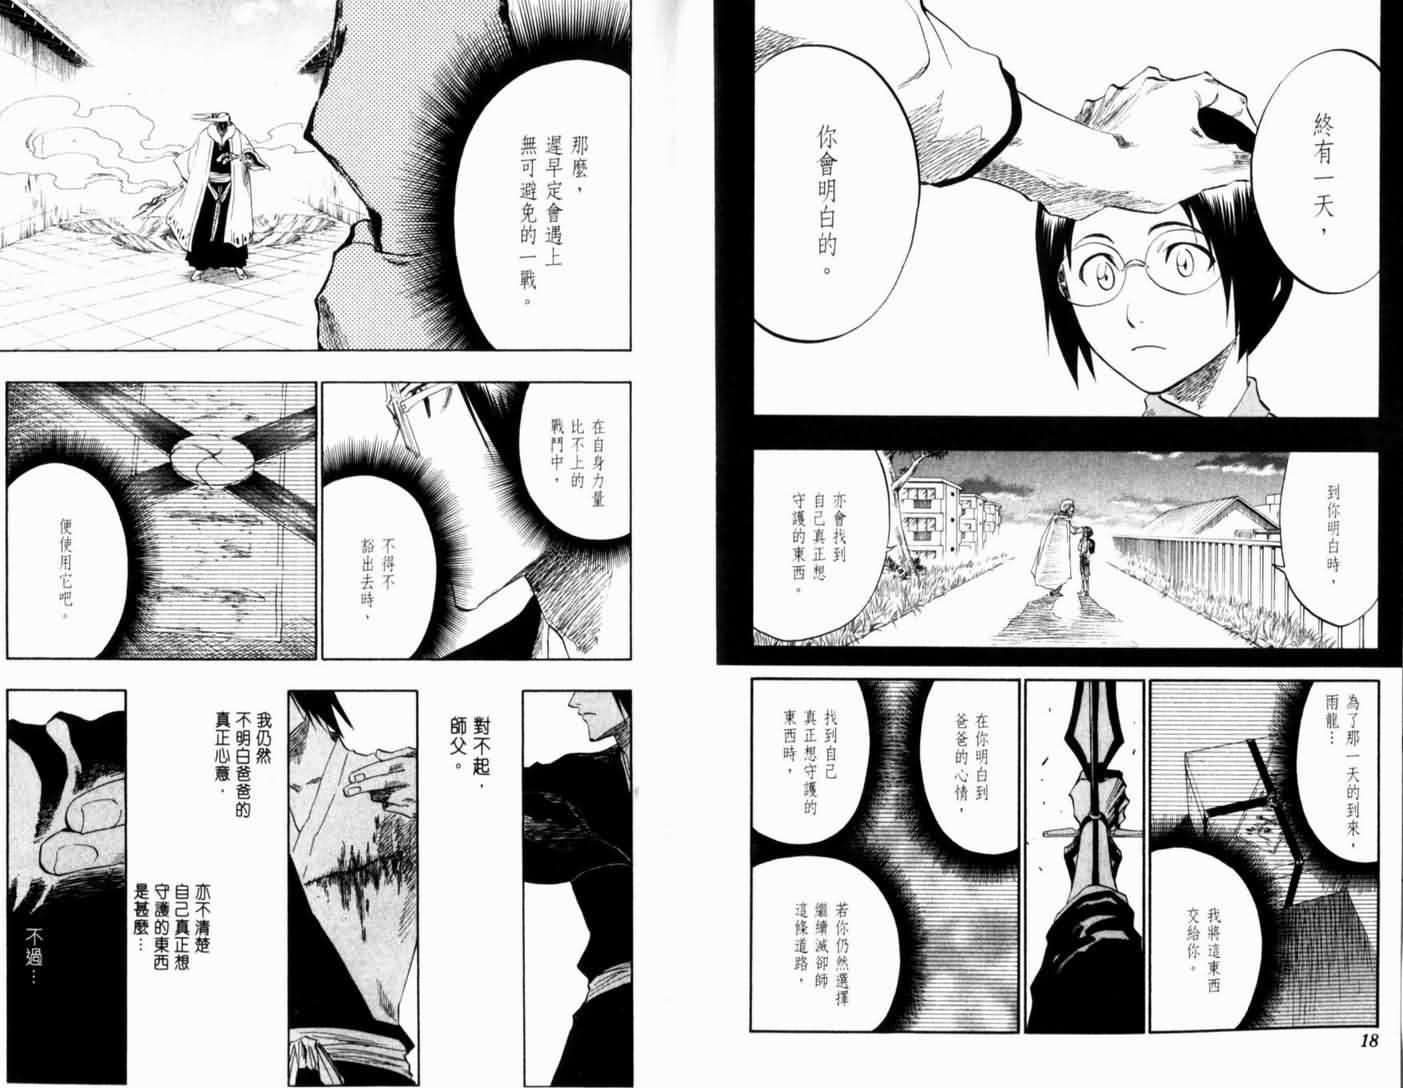 終有一天，
你會明白的。
到你明白時，
亦會找到
自己真正想
守護的東西。
為了那一天的到來，
雨龍…
我將這東西
交給你。
在你明白到
爸爸的心情，
找到自己
真正想守護的
東西時，
若你仍然選擇
繼續滅卻師
這條道路，
18
那麼，
遲早定會遇上
無可避免的一戰。
在自身力量
比不上的
戰鬥中，
不得不
豁出去時，
便使用它吧。
對不起，
師父。
我仍然
不明白爸爸的
真正心意．
亦不清楚
自己真正想
守護的東西
是甚麼…
不過…